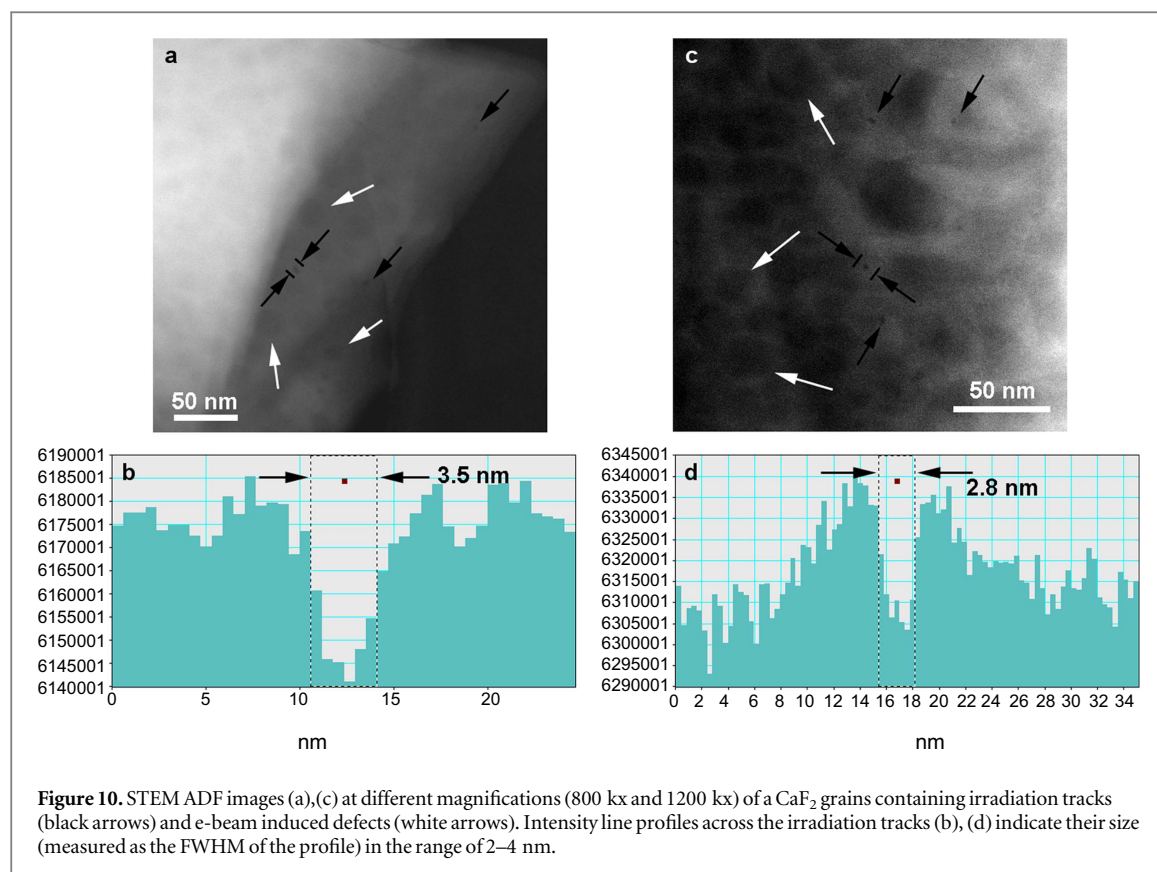 a
50 nm
c
50 nm
b
3.5 nm
6190001
6185001
6180001
6175001
6170001
6165001
6160001
6155001
6150001
6145001
6140001
0 5 10 15 20
nm
d
2.8 nm
6345001
6340001
6335001
6330001
6325001
6320001
6315001
6310001
6305001
6300001
6295001
6290001
0 2 4 6 8 10 12 14 16 18 20 22 24 26 28 30 32 34
nm
Figure 10. STEM ADF images (a),(c) at different magnifications (800 kx and 1200 kx) of a CaF₂ grains containing irradiation tracks
(black arrows) and e-beam induced defects (white arrows). Intensity line profiles across the irradiation tracks (b), (d) indicate their size
(measured as the FWHM of the profile) in the range of 2–4 nm.